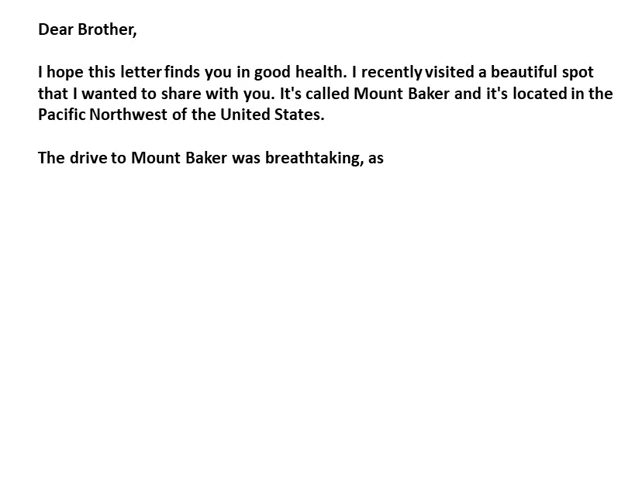 Dear Brother,
I hope this letter finds you in good health. I recently visited a beautiful spot
that I wanted to share with you. It's called Mount Baker and it's located in the
Pacific Northwest of the United States.
The drive to Mount Baker was breathtaking, as